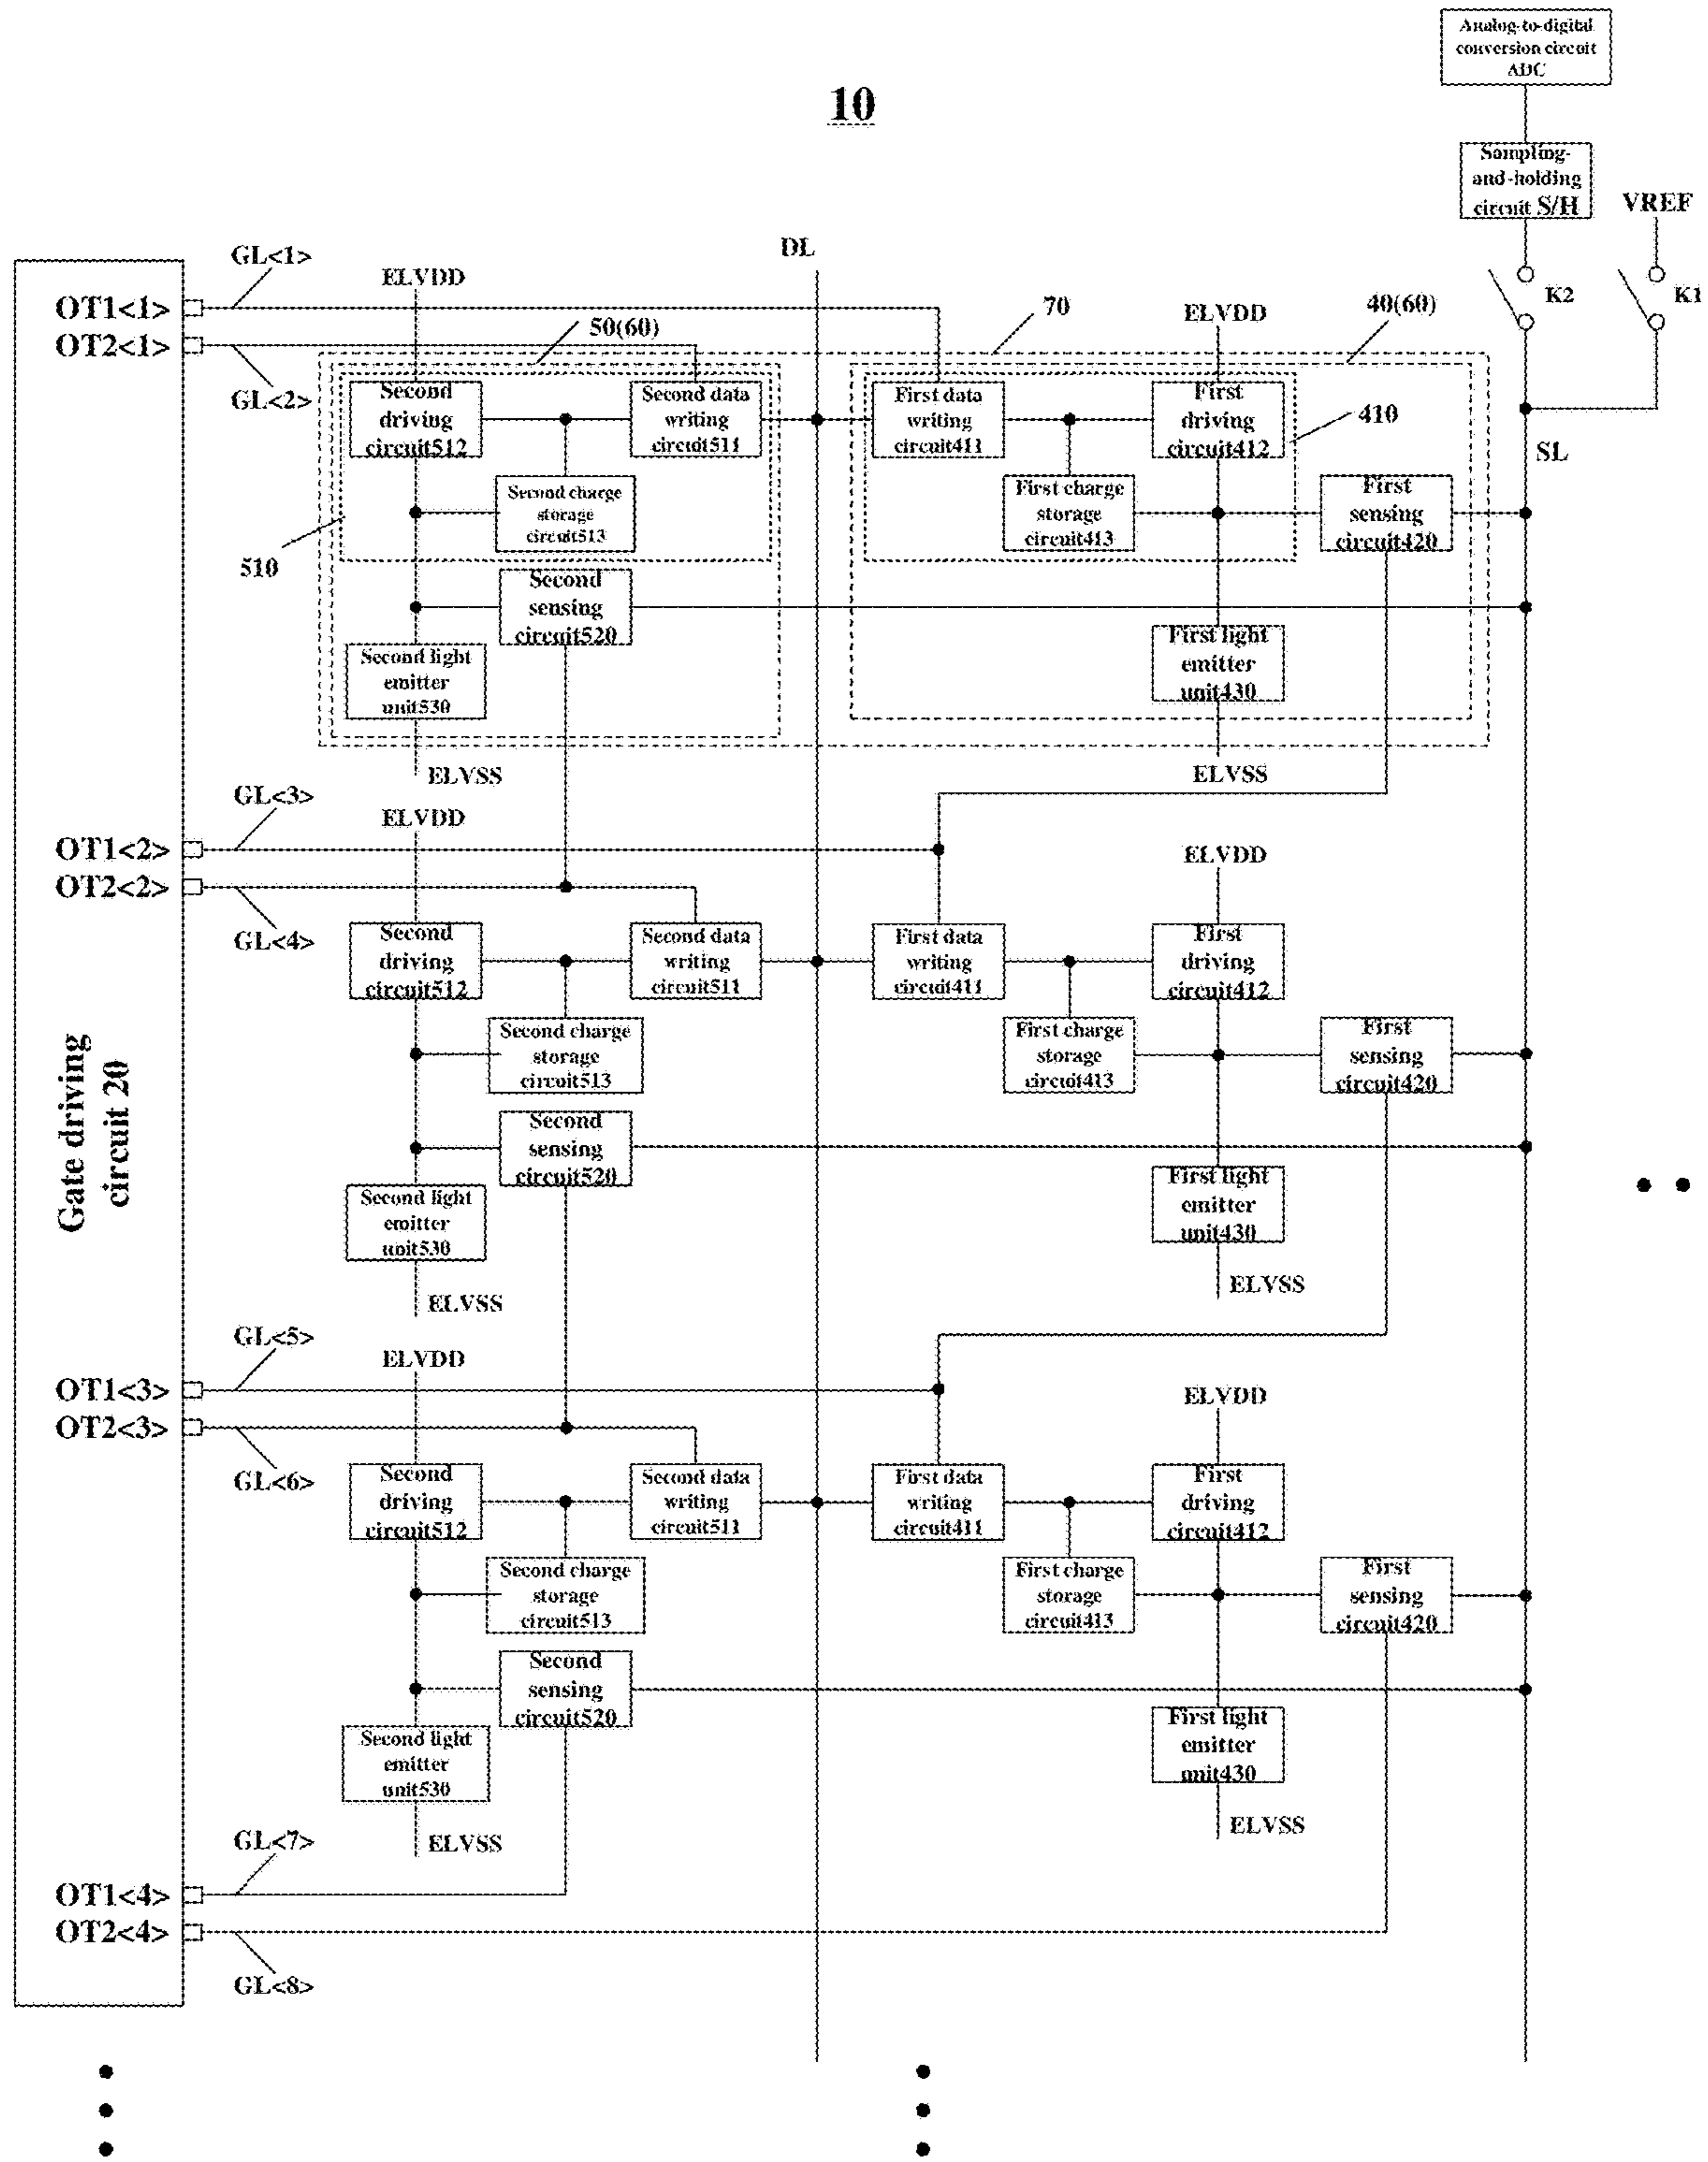 Analog-to-digital
conversion circuit
ADC
10
Sampling-
and-holding
circuit S/H
VREF
K2
K1
SL
DL
GL<1>
ELVDD
OT1<1>
OT2<1>
GL<2>
50(60)
70
40(60)
ELVDD
410
510
Second
driving
circuit512
Second data
writing
circuit511
First data
writing
circuit411
First
driving
circuit412
Second charge
storage
circuit513
First charge
storage
circuit413
First
sensing
circuit420
Second
sensing
circuit520
Second light
emitter
unit530
First light
emitter
unit430
ELVSS
ELVSS
GL<3>
ELVDD
OT1<2>
OT2<2>
GL<4>
ELVDD
Second
driving
circuit512
Second data
writing
circuit511
First data
writing
circuit411
First
driving
circuit412
Second charge
storage
circuit513
First charge
storage
circuit413
First
sensing
circuit420
Gate driving
circuit 20
Second
sensing
circuit520
Second light
emitter
unit530
First light
emitter
unit430
ELVSS
ELVSS
GL<5>
ELVDD
OT1<3>
OT2<3>
GL<6>
ELVDD
Second
driving
circuit512
Second data
writing
circuit511
First data
writing
circuit411
First
driving
circuit412
Second charge
storage
circuit513
First charge
storage
circuit413
First
sensing
circuit420
Second
sensing
circuit520
Second light
emitter
unit530
First light
emitter
unit430
ELVSS
ELVSS
GL<7>
OT1<4>
OT2<4>
GL<8>